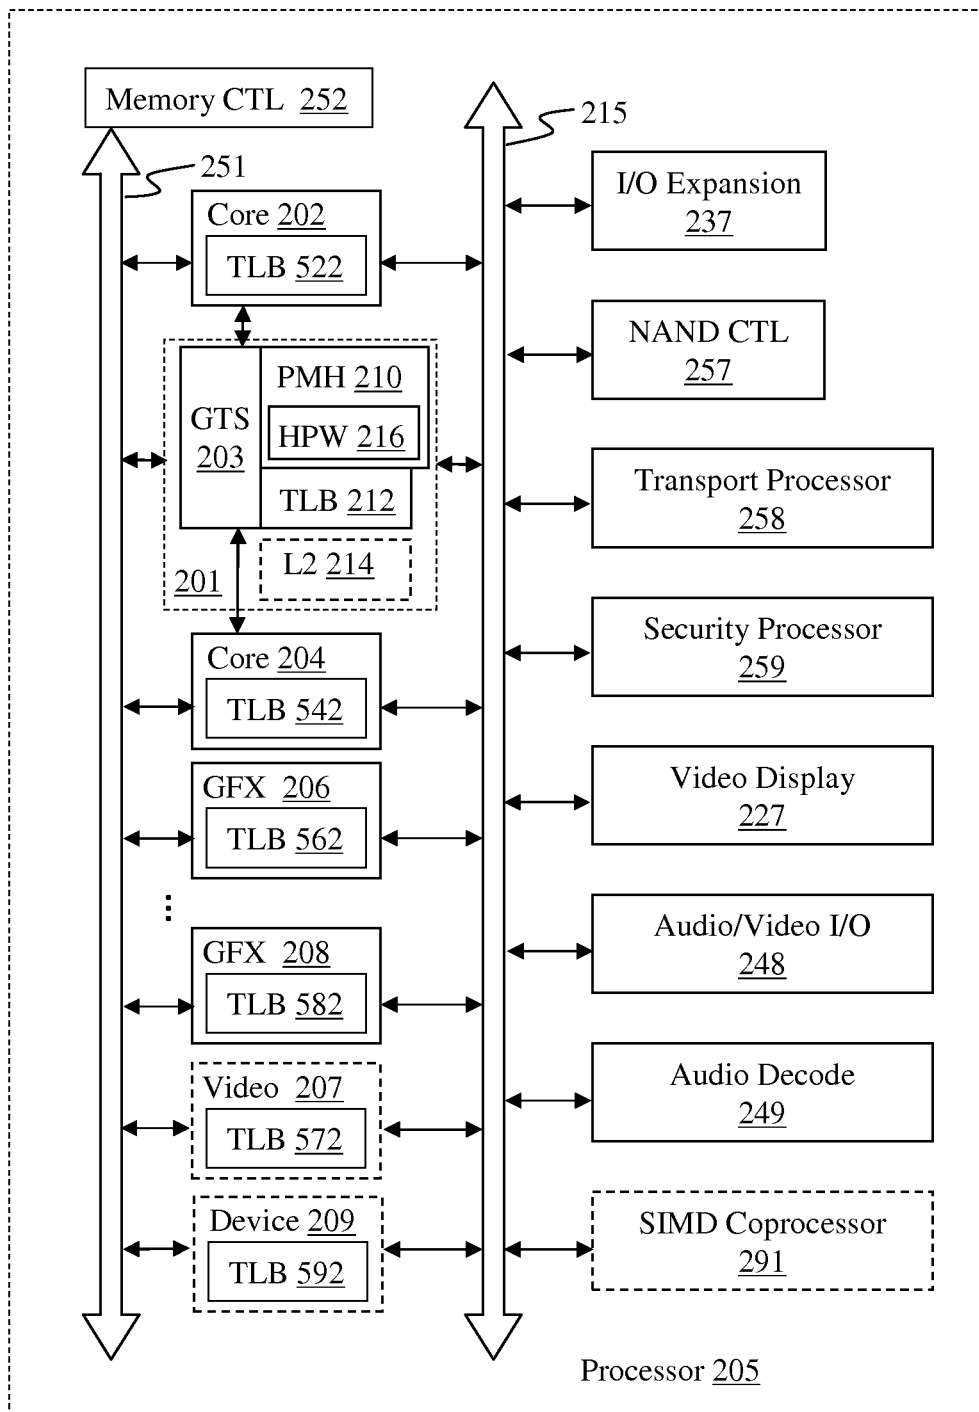 Memory CTL 252
215
251
Core 202
TLB 522
PMH 210
GTS
203
HPW 216
TLB 212
L2 214
201
Core 204
TLB 542
GFX 206
TLB 562
...
GFX 208
TLB 582
Video 207
TLB 572
Device 209
TLB 592
I/O Expansion
237
NAND CTL
257
Transport Processor
258
Security Processor
259
Video Display
227
Audio/Video I/O
248
Audio Decode
249
SIMD Coprocessor
291
Processor 205